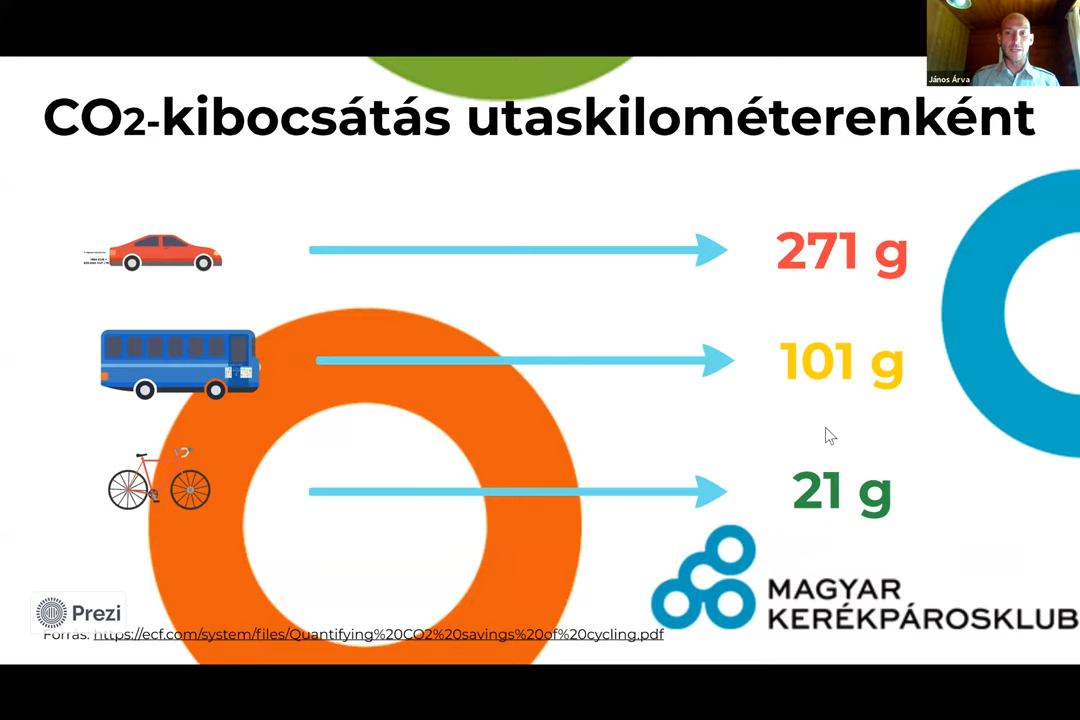 János Árva
CO2-kibocsátás utaskilométerenként
271 g
101 g
21 g
MAGYAR
KERÉKPÁROSKLUB
Prezi
Forrás: https://ecf.com/system/files/Quantifying%20CO2%20savings%20of%20cycling.pdf